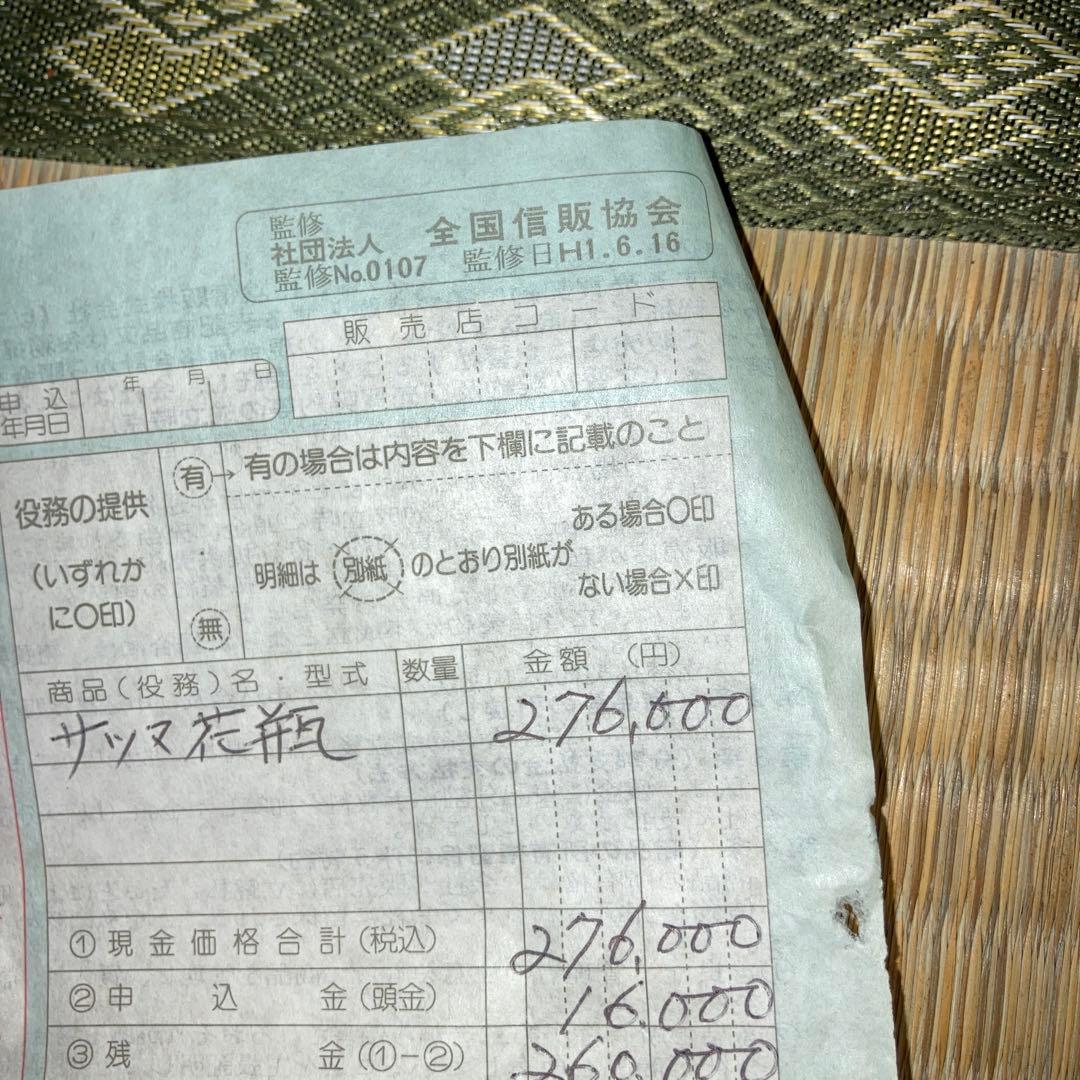 監修
社団法人 全国信販協会
監修No.0107 監修日H1.6.16
販売店コード
申込年月日 年 月 日
役務の提供
(いずれかに○印)
有 → 有の場合は内容を下欄に記載のこと
・
無
明細は 別紙 のとおり別紙が
ある場合○印
ない場合×印
商品(役務)名・型式 数量 金額 (円)
サツマ花瓶 276,000
①現金価格合計(税込) 276,000
②申込金(頭金) 16.000
③残金(①-②) 260,000